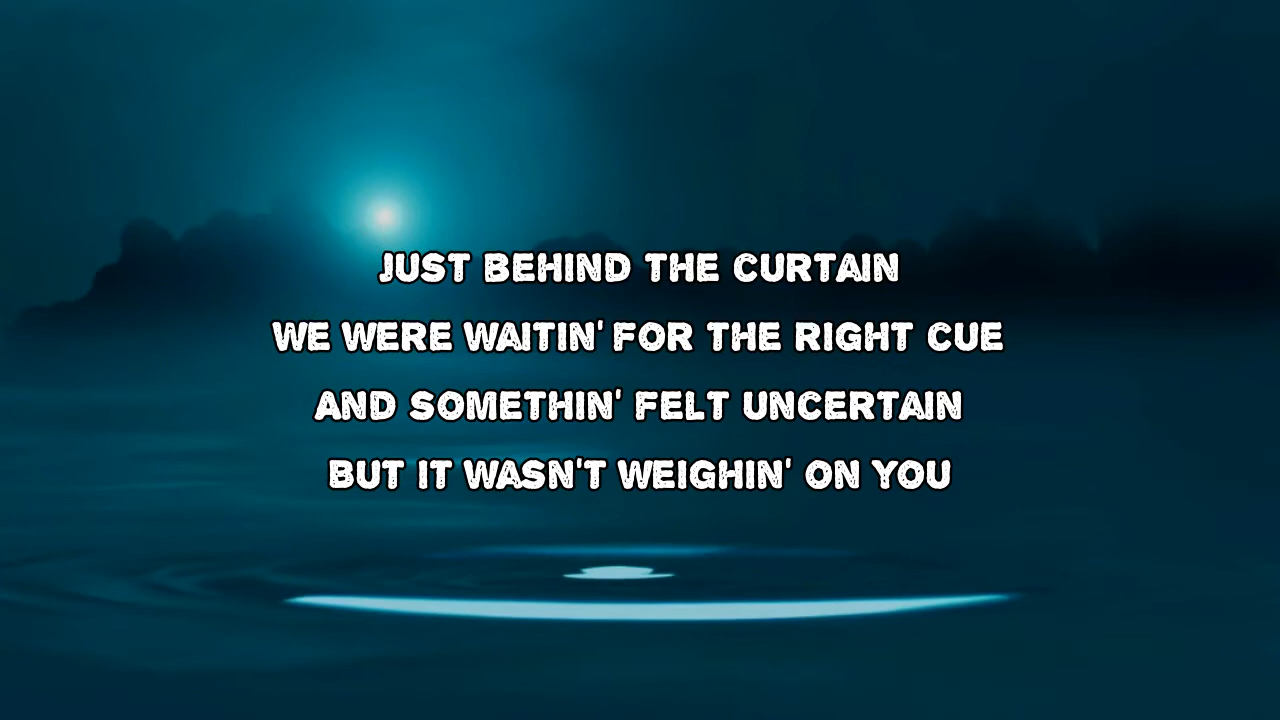 JUST BEHIND THE CURTAIN
WE WERE WAITIN' FOR THE RIGHT CUE
AND SOMETHIN' FELT UNCERTAIN
BUT IT WASN'T WEIGHIN' ON YOU